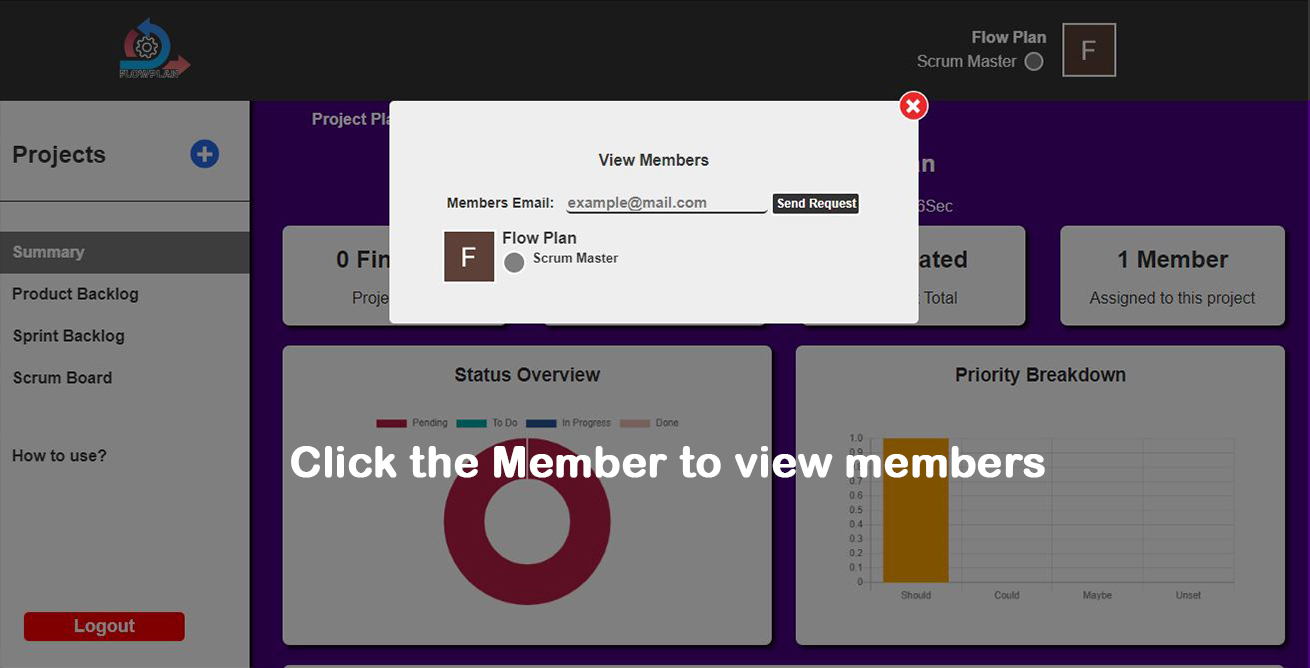 FLOWPLAN
Flow Plan
Scrum Master
F
Projects
Summary
Product Backlog
Sprint Backlog
Scrum Board
How to use?
Logout
Project Pla
View Members
Members Email: example@mail.com Send Request
F
Flow Plan
Scrum Master
n
6Sec
0 Fin
Proje
ated
Total
1 Member
Assigned to this project
Status Overview
Pending To Do In Progress Done
Priority Breakdown
1.0
0.9
0.7
0.6
0.5
0.4
0.3
0.2
0.1
0
Should Could Maybe Unset
Click the Member to view members